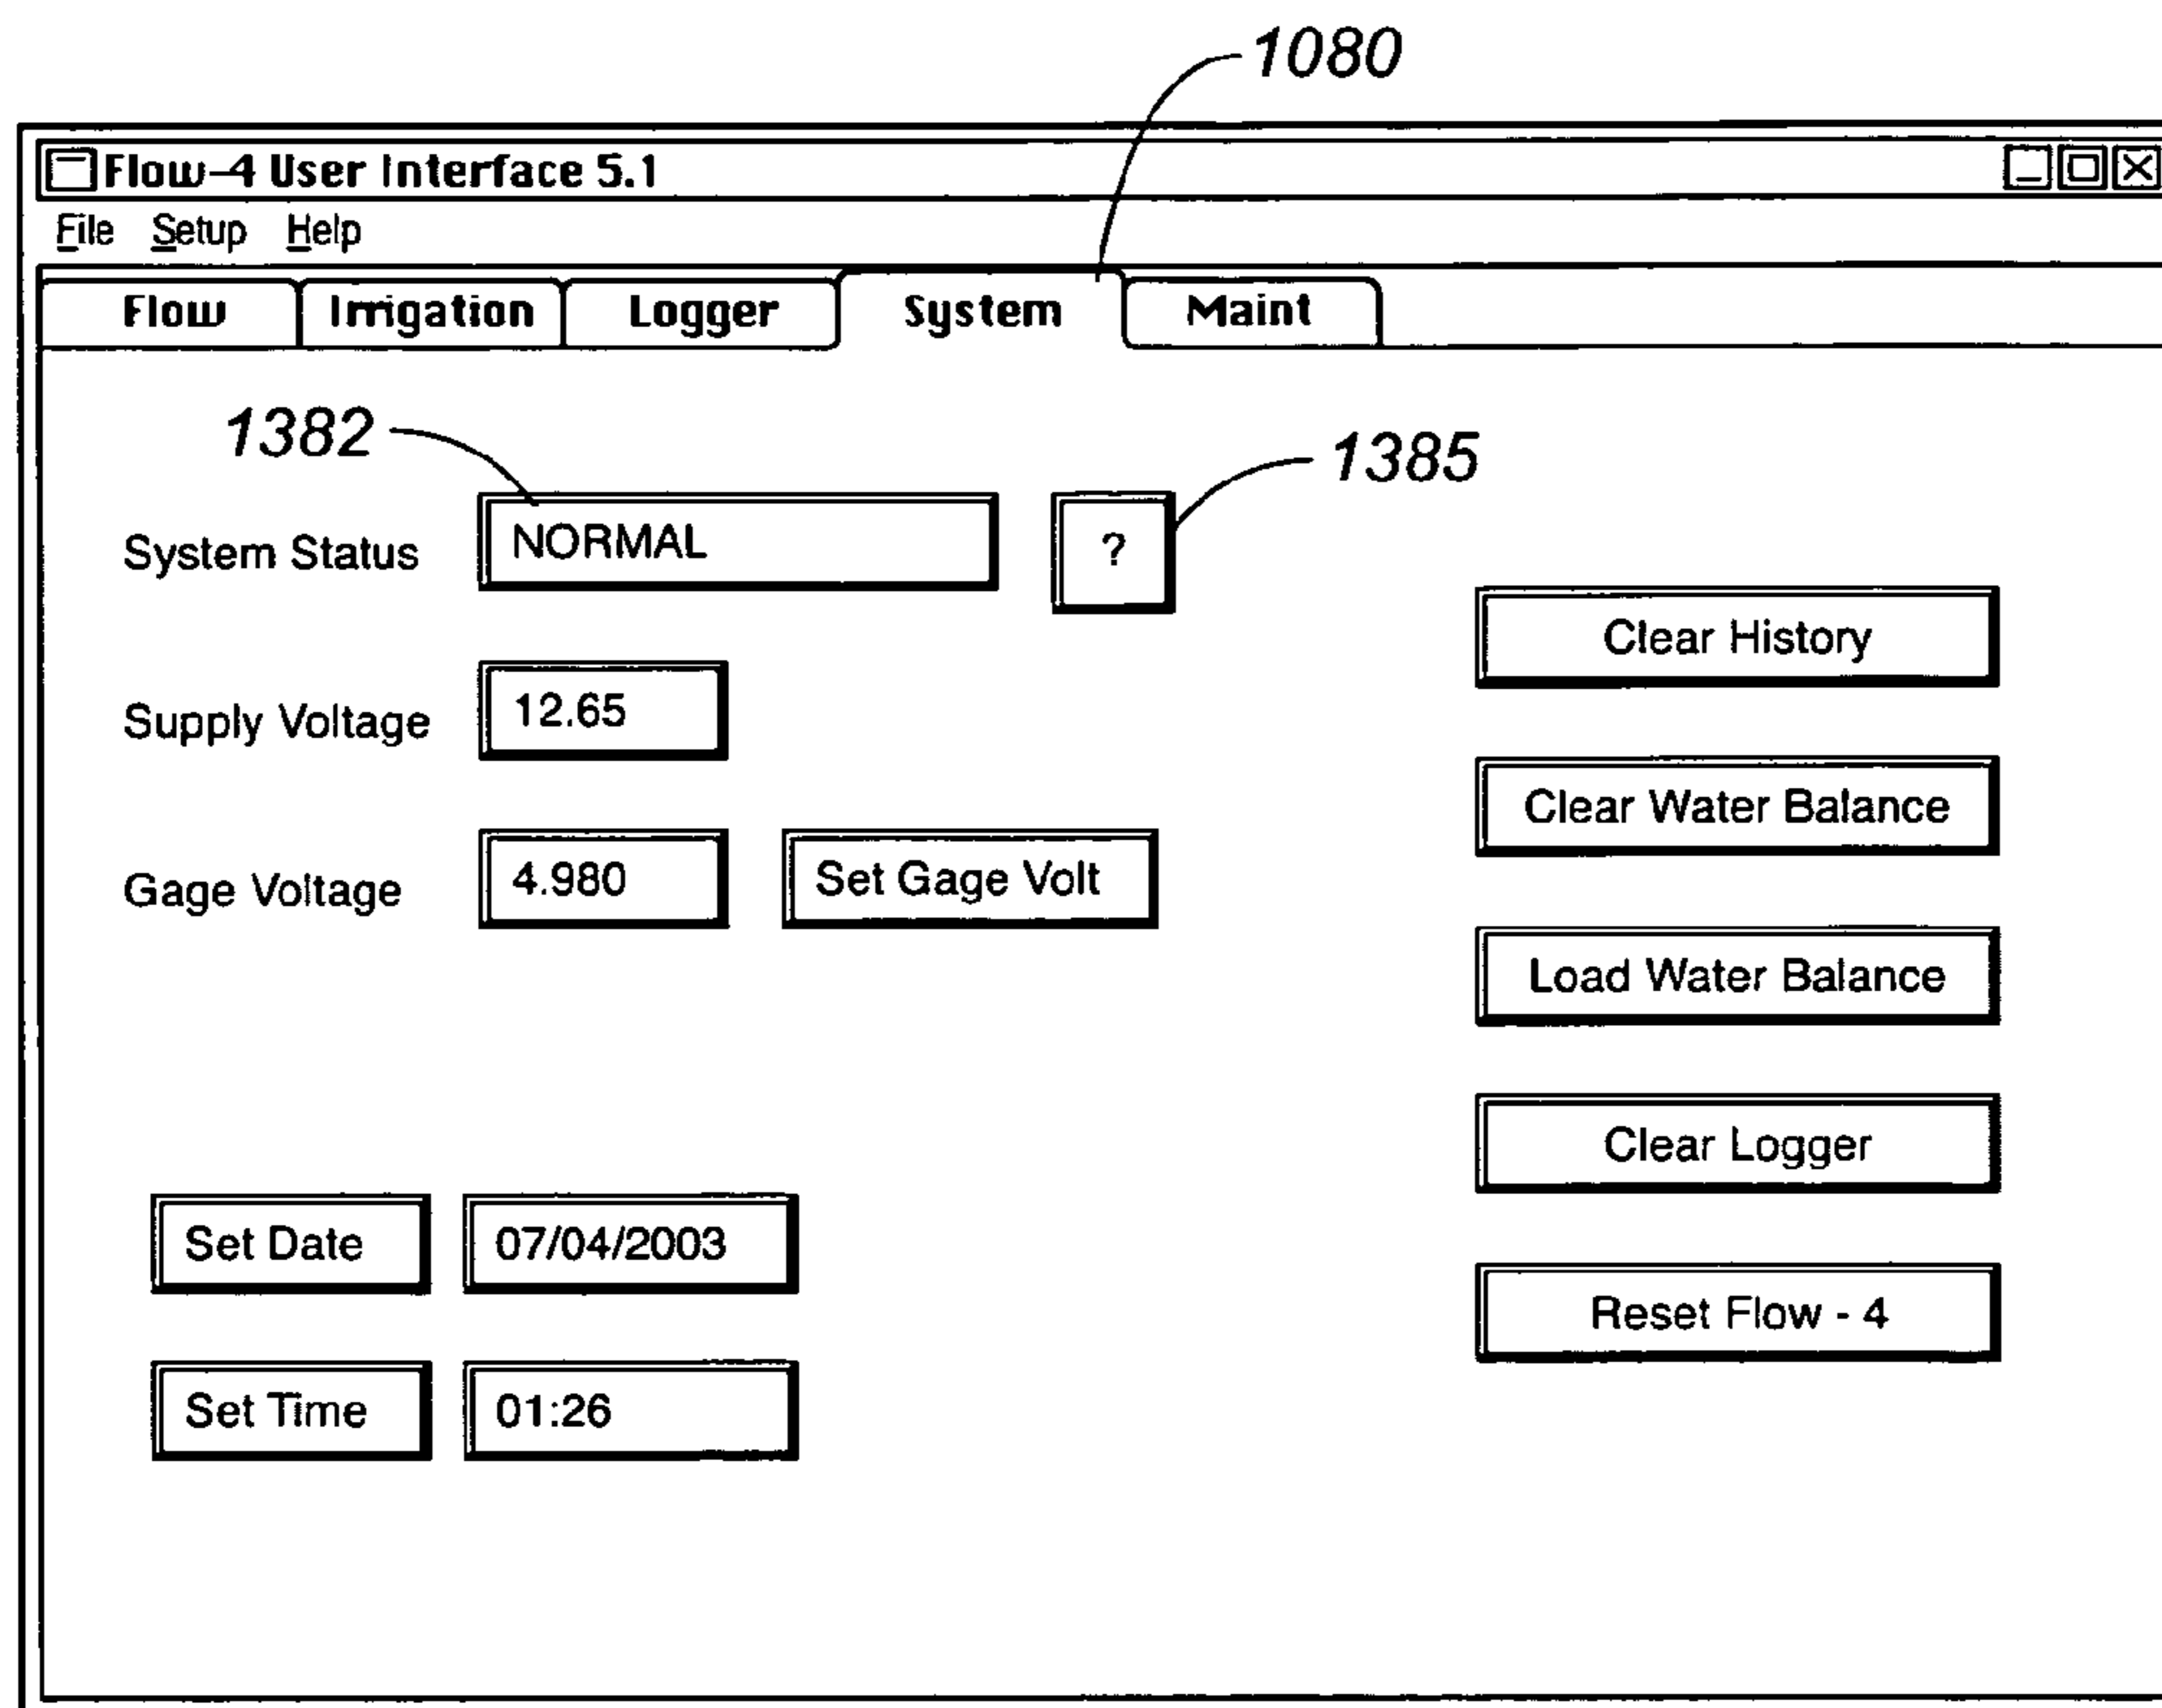 1080
Flow-4 User Interface 5.1
File Setup Help
Flow Irrigation Logger System Maint
1382
1385
System Status NORMAL ?
Clear History
Supply Voltage 12.65
Clear Water Balance
Gage Voltage 4.980 Set Gage Volt
Load Water Balance
Clear Logger
Set Date 07/04/2003
Reset Flow - 4
Set Time 01:26